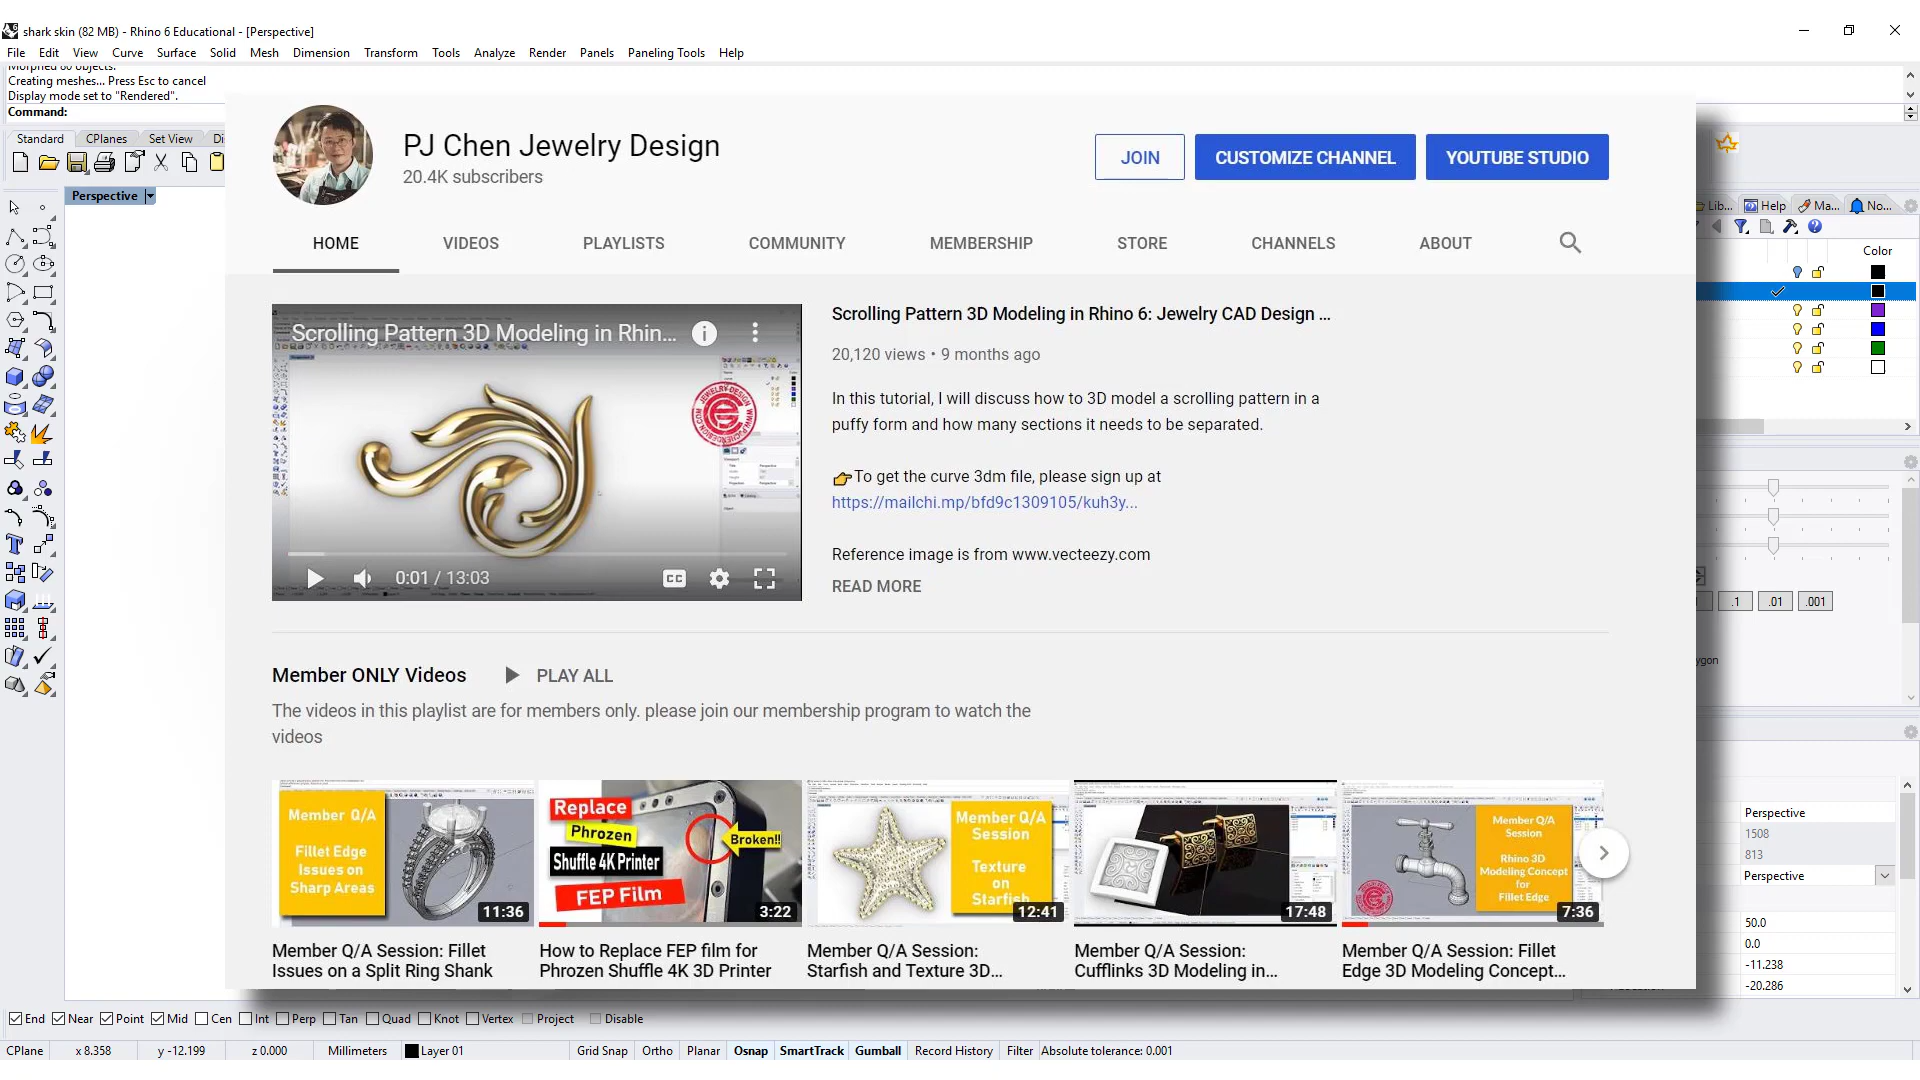 shark skin (82 MB) - Rhino 6 Educational - [Perspective]
File Edit View Curve Surface Solid Mesh Dimension Transform Tools Analyze Render Panels Paneling Tools Help
Morphed 80 objects.
Creating meshes... Press Esc to cancel
Display mode set to "Rendered".
Command:
Standard CPlanes Set View
Perspective
PJ Chen Jewelry Design
20.4K subscribers
JOIN CUSTOMIZE CHANNEL YOUTUBE STUDIO
HOME VIDEOS PLAYLISTS COMMUNITY MEMBERSHIP STORE CHANNELS ABOUT
Lib... Help Ma... No...
Color
Scrolling Pattern 3D Modeling in Rhin...
JEWELRY DESIGN
0:01 / 13:03
CC
Scrolling Pattern 3D Modeling in Rhino 6: Jewelry CAD Design ...
20,120 views • 9 months ago
In this tutorial, I will discuss how to 3D model a scrolling pattern in a
puffy form and how many sections it needs to be separated.
👉To get the curve 3dm file, please sign up at
https://mailchi.mp/bfd9c1309105/kuh3y...
Reference image is from www.vecteezy.com
READ MORE
.1 .01 .001
Member ONLY Videos PLAY ALL
The videos in this playlist are for members only. please join our membership program to watch the
videos
Member Q/A
Fillet Edge
Issues on
Sharp Areas
11:36
Replace
Phrozen
Shuffle 4K Printer
FEP Film
Broken!!
3:22
Member Q/A
Session
Texture
on
Starfish
12:41
17:48
Member Q/A
Session
Rhino 3D
Modeling Concept
for
Fillet Edge
7:36
Member Q/A Session: Fillet
Issues on a Split Ring Shank
How to Replace FEP film for
Phrozen Shuffle 4K 3D Printer
Member Q/A Session:
Starfish and Texture 3D...
Member Q/A Session:
Cufflinks 3D Modeling in...
Member Q/A Session: Fillet
Edge 3D Modeling Concept...
Perspective
1508
813
Perspective
50.0
0.0
-11.238
-20.286
End Near Point Mid Cen Int Perp Tan Quad Knot Vertex Project Disable
CPlane x 8.358 y -12.199 z 0.000 Millimeters Layer 01 Grid Snap Ortho Planar Osnap SmartTrack Gumball Record History Filter Absolute tolerance: 0.001